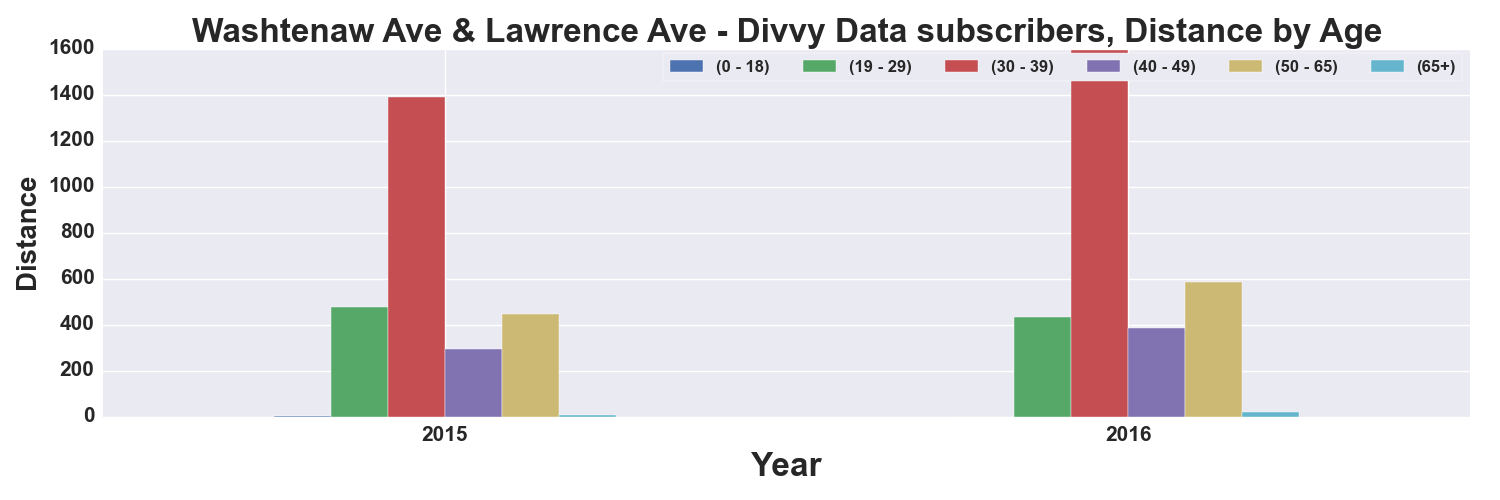 Washtenaw Ave & Lawrence Ave - Divvy Data subscribers, Distance by Age
1600
(0 - 18) (19 - 29) (30 - 39) (40 - 49) (50 - 65) (65+)
1400
1200
1000
800
600
400
200
0
Distance
2015 2016
Year